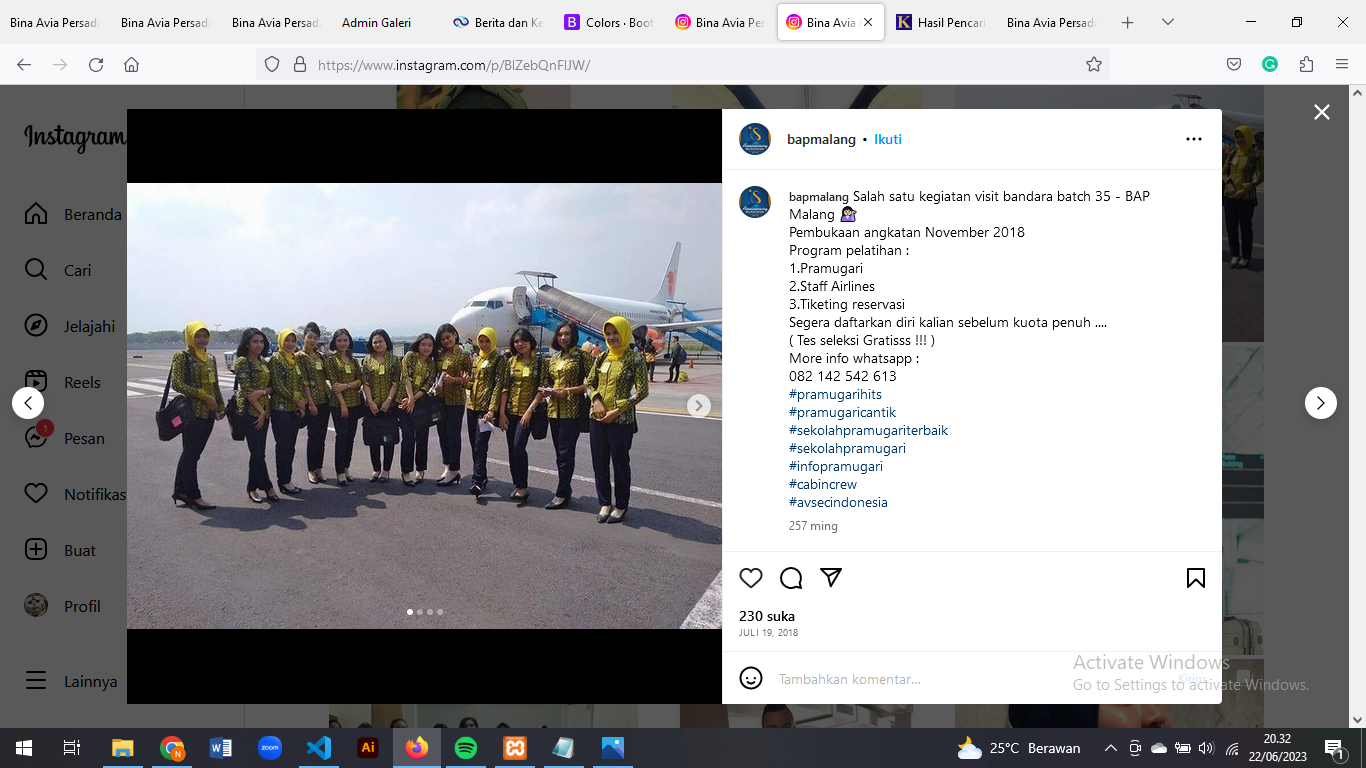 Bina Avia Persada
Bina Avia Persad
Bina Avia Persad
Admin Galeri
Berita dan Ke
Colors · Boot
Bina Avia Per
Bina Avia
Hasil Pencari
Bina Avia Persada
https://www.instagram.com/p/BlZebQnFlJW/
Instagram
Beranda
Cari
Jelajahi
Reels
1
Pesan
Notifikas
Buat
Profil
Lainnya
bapmalang • Ikuti
bapmalang Salah satu kegiatan visit bandara batch 35 - BAP
Malang 💁🏻‍♀️
Pembukaan angkatan November 2018
Program pelatihan :
1.Pramugari
2.Staff Airlines
3.Tiketing reservasi
Segera daftarkan diri kalian sebelum kuota penuh ....
( Tes seleksi Gratisss !!! )
More info whatsapp :
082 142 542 613
#pramugarihits
#pramugaricantik
#sekolahpramugariterbaik
#sekolahpramugari
#infopramugari
#cabincrew
#avsecindonesia
257 ming
230 suka
JULI 19, 2018
Tambahkan komentar...
Kirim
Activate Windows
Go to Settings to activate Windows.
25°C Berawan
20.32
22/06/2023
1